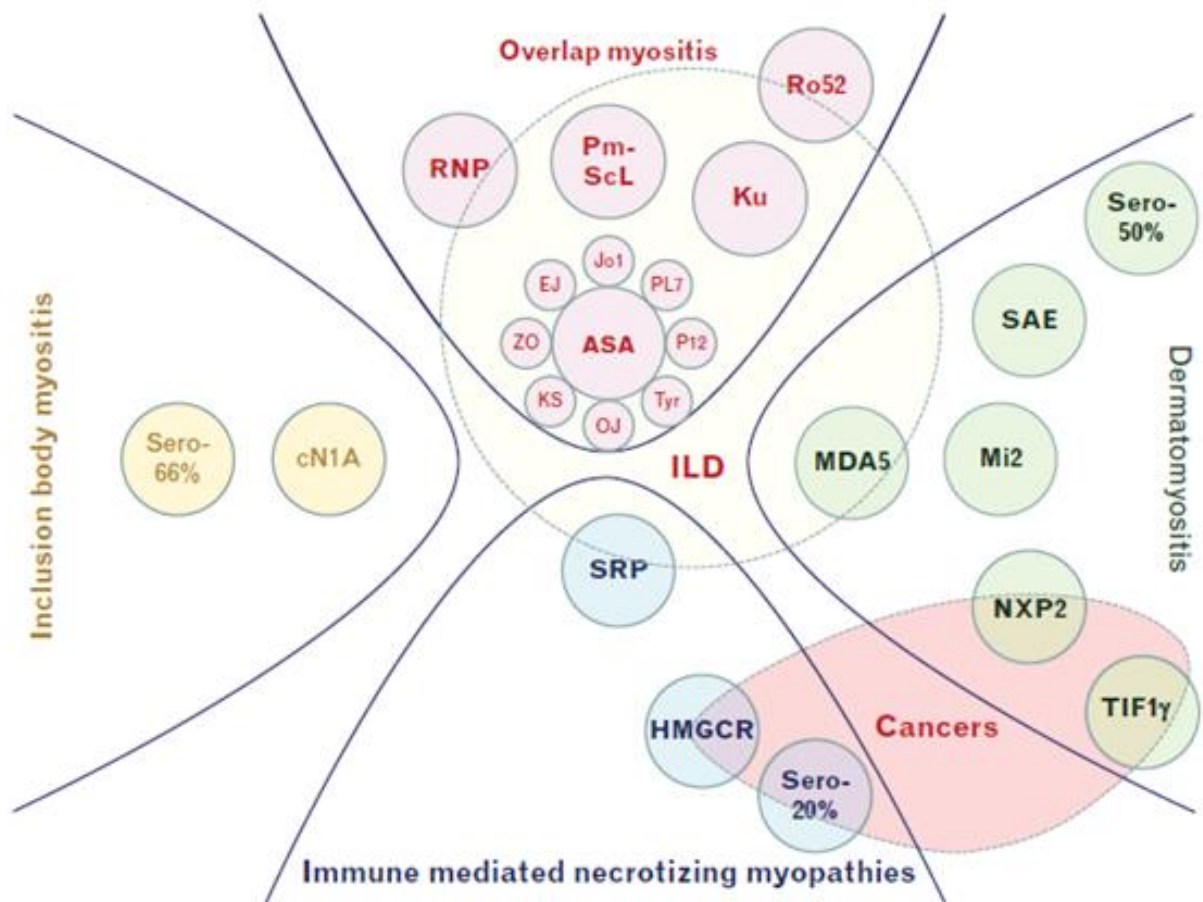 Overlap myositis
Ro52
RNP
Pm-
ScL
Ku
Sero-
50%
Jo1
EJ
PL7
SAE
ZO
ASA
P12
KS
Tyr
OJ
Inclusion body myositis
Sero-
66%
cN1A
ILD
MDA5
Mi2
Dermatomyositis
SRP
NXP2
HMGCR
Cancers
TIF1γ
Sero-
20%
Immune mediated necrotizing myopathies